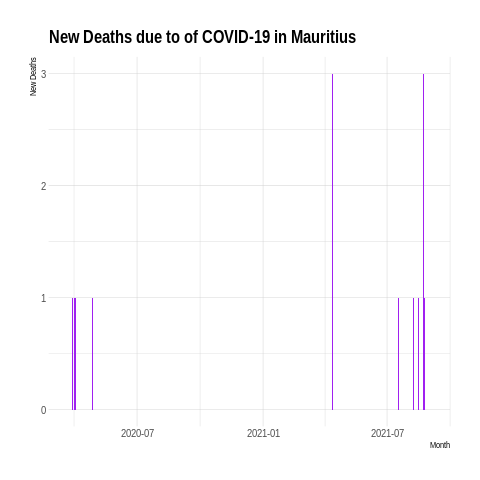 New Deaths due to of COVID-19 in Mauritius
New Deaths
3
2
1
0
2020-07
2021-01
2021-07
Month